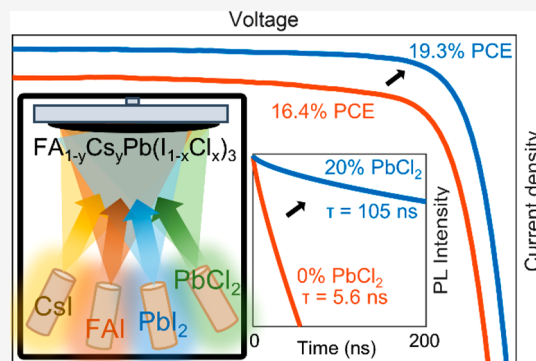 Voltage
19.3% PCE
16.4% PCE
FA₁₋yCsyPb(I₁₋ₓClₓ)₃
CsI
FAI
PbI₂
PbCl₂
20% PbCl₂
τ = 105 ns
0% PbCl₂
τ = 5.6 ns
PL Intensity
0
200
Time (ns)
Current density